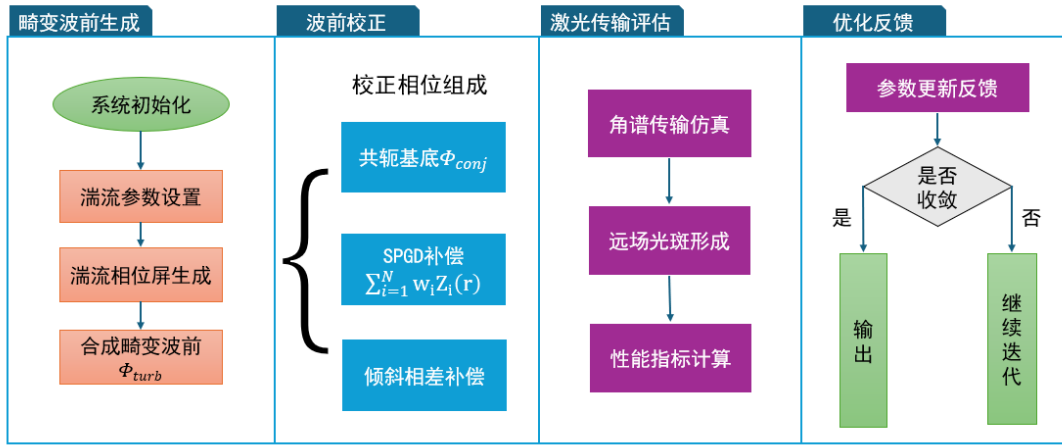 畸变波前生成
系统初始化
湍流参数设置
湍流相位屏生成
合成畸变波前
Φ_turb
波前校正
校正相位组成
共轭基底Φ_conj
SPGD补偿
∑_{i=1}^{N} w_i Z_i(r)
倾斜相差补偿
激光传输评估
角谱传输仿真
远场光斑形成
性能指标计算
优化反馈
参数更新反馈
是否
收敛
是
否
输出
继续迭代